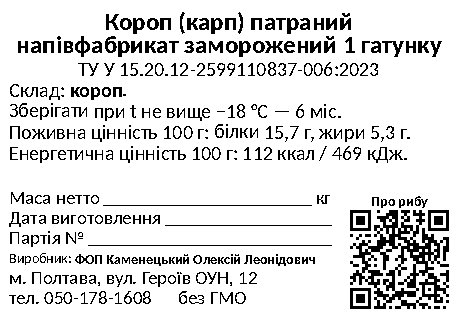 Короп (карп) патраний
напівфабрикат заморожений 1 гатунку
ТУ У 15.20.12-2599110837-006:2023
Склад: короп.
Зберігати при t не вище −18 °C — 6 міс.
Поживна цінність 100 г: білки 15,7 г, жири 5,3 г.
Енергетична цінність 100 г: 112 ккал / 469 кДж.
Маса нетто ______________________ кг
Дата виготовлення __________________
Партія № __________________________
Про рибу
Виробник: ФОП Каменецький Олексій Леонідович
м. Полтава, вул. Героїв ОУН, 12
тел. 050-178-1608 без ГМО